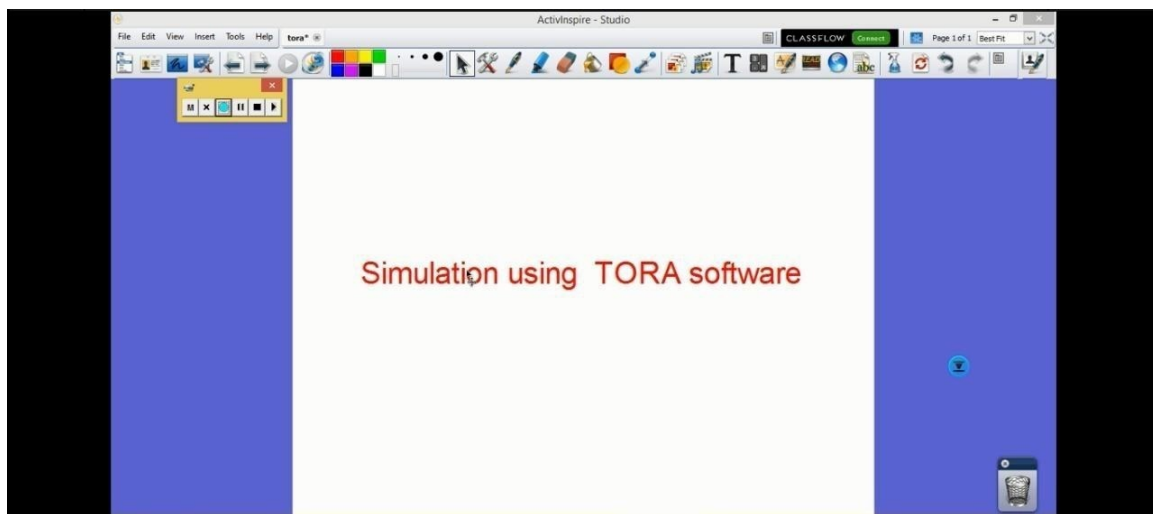 ActivInspire - Studio
File Edit View Insert Tools Help tora*
CLASSFLOW Connect Page 1 of 1 Best Fit
T abc
M
Simulation using TORA software